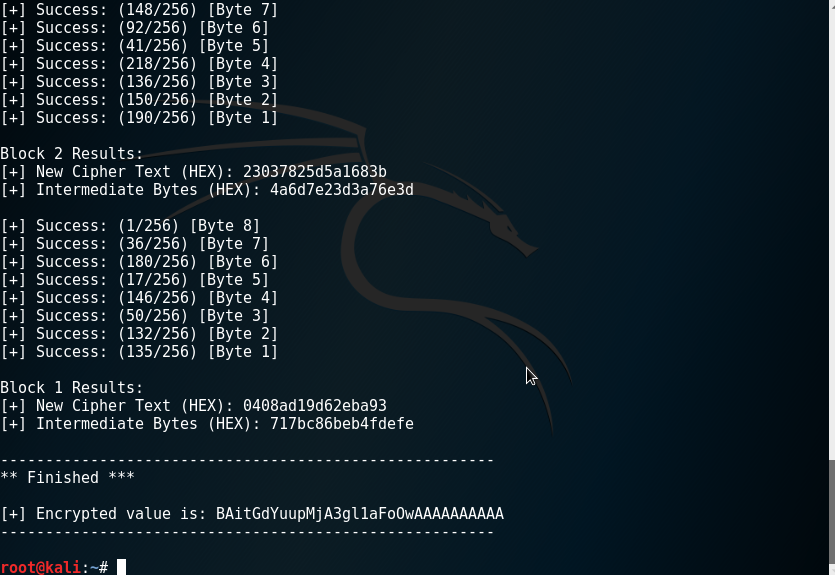 [+] Success: (148/256) [Byte 7]
[+] Success: (92/256) [Byte 6]
[+] Success: (41/256) [Byte 5]
[+] Success: (218/256) [Byte 4]
[+] Success: (136/256) [Byte 3]
[+] Success: (150/256) [Byte 2]
[+] Success: (190/256) [Byte 1]
Block 2 Results:
[+] New Cipher Text (HEX): 23037825d5a1683b
[+] Intermediate Bytes (HEX): 4a6d7e23d3a76e3d
[+] Success: (1/256) [Byte 8]
[+] Success: (36/256) [Byte 7]
[+] Success: (180/256) [Byte 6]
[+] Success: (17/256) [Byte 5]
[+] Success: (146/256) [Byte 4]
[+] Success: (50/256) [Byte 3]
[+] Success: (132/256) [Byte 2]
[+] Success: (135/256) [Byte 1]
Block 1 Results:
[+] New Cipher Text (HEX): 0408ad19d62eba93
[+] Intermediate Bytes (HEX): 717bc86beb4fdefe
-------------------------------------------------------
** Finished ***
[+] Encrypted value is: BAitGdYuupMjA3gl1aFoOwAAAAAAAAAA
-------------------------------------------------------
root@kali:~#